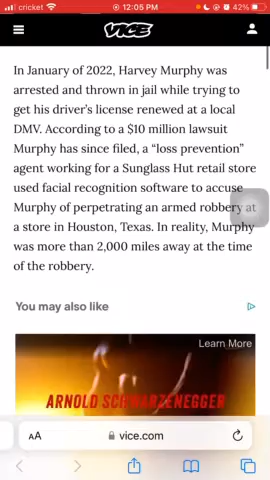 cricket 12:05 PM 42%
VICE
In January of 2022, Harvey Murphy was
arrested and thrown in jail while trying to
get his driver's license renewed at a local
DMV. According to a $10 million lawsuit
Murphy has since filed, a “loss prevention”
agent working for a Sunglass Hut retail store
used facial recognition software to accuse
Murphy of perpetrating an armed robbery at
a store in Houston, Texas. In reality, Murphy
was more than 2,000 miles away at the time
of the robbery.
You may also like
Learn More
ARNOLD SCHWARZENEGGER
AA vice.com